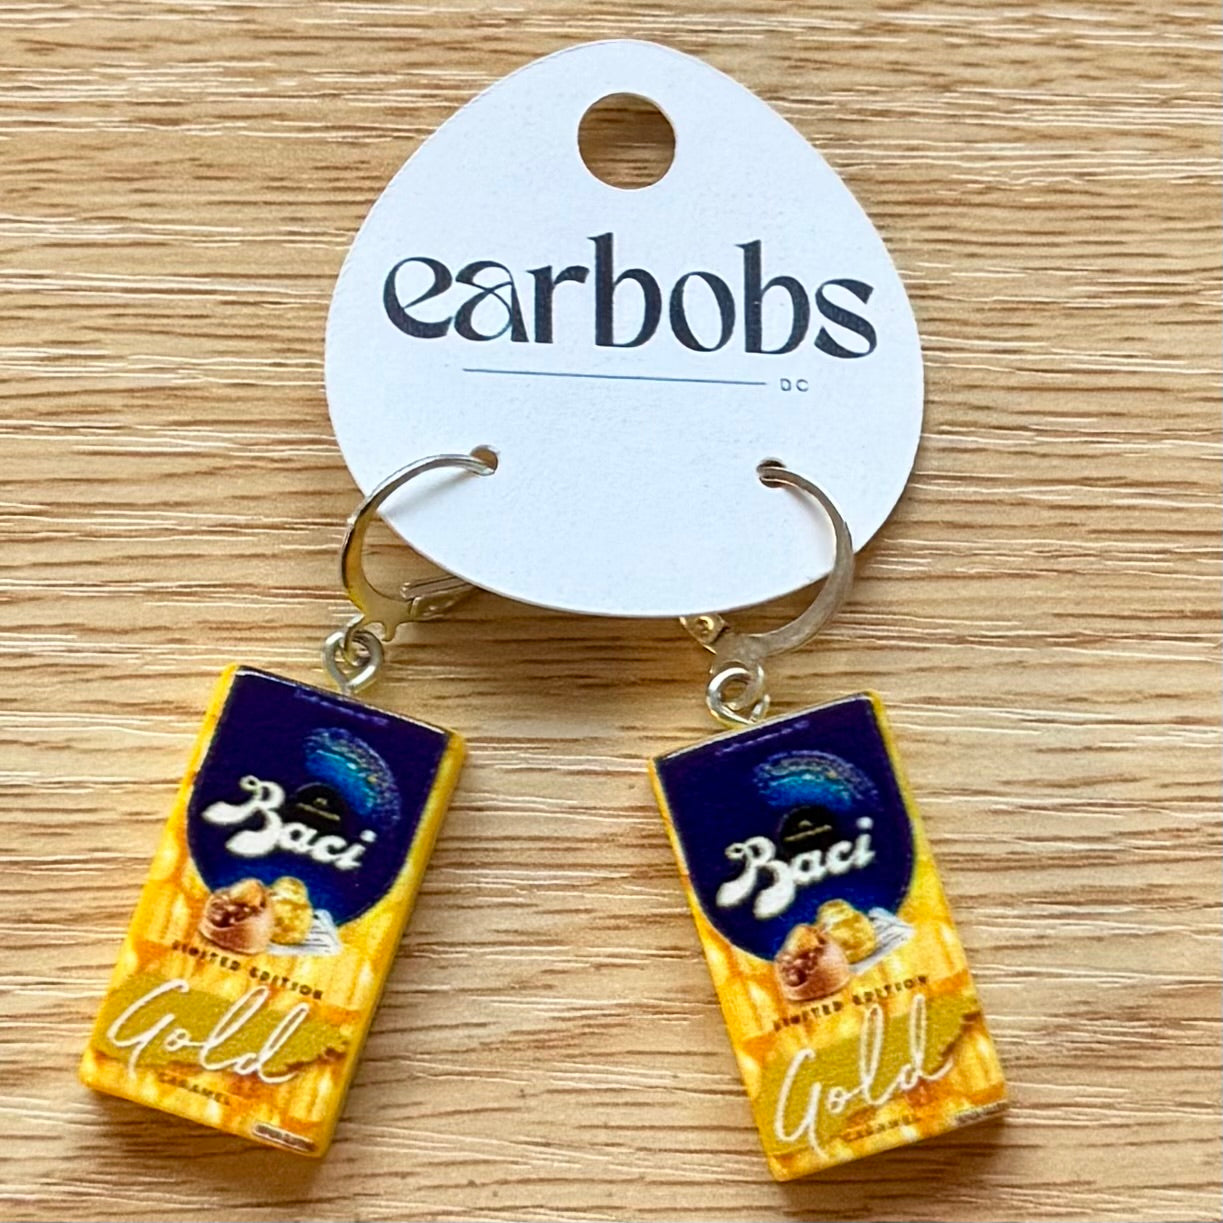 earbobs
DC
Baci
LIMITED EDITION
Gold
CARAMEL
Baci
LIMITED EDITION
Gold
CARAMEL